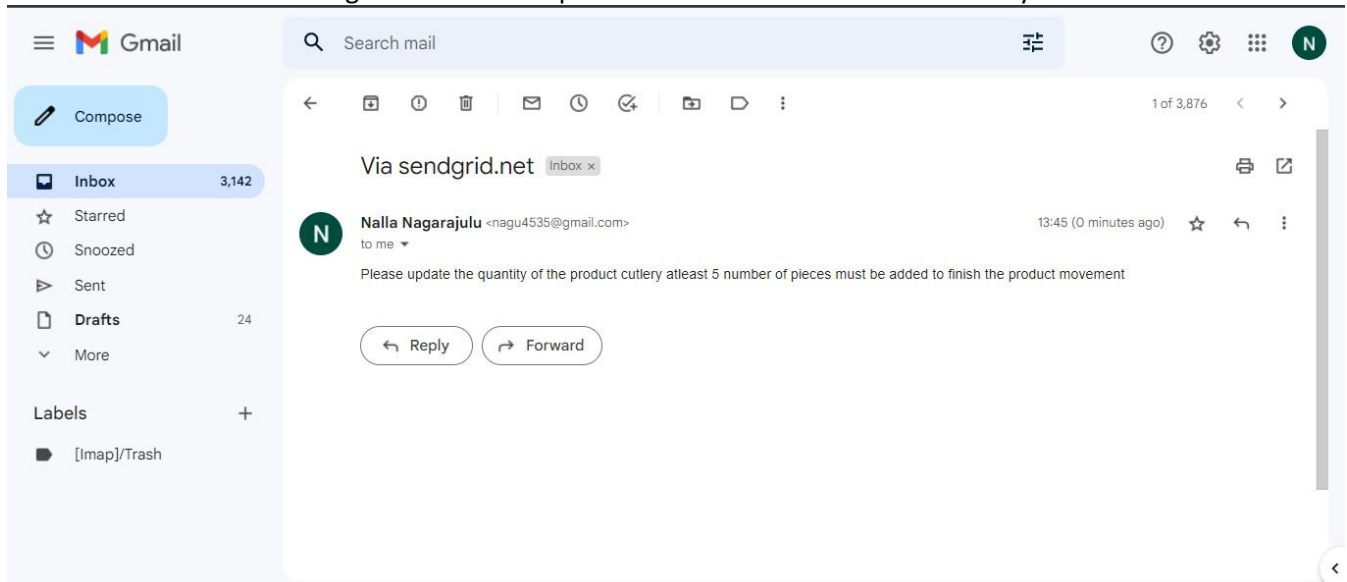 Gmail
Search mail
N
Compose
1 of 3,876
Inbox 3,142
Starred
Snoozed
Sent
Drafts 24
More
Labels +
[Imap]/Trash
Via sendgrid.net Inbox ×
N
Nalla Nagarajulu <nagu4535@gmail.com> 13:45 (0 minutes ago)
to me
Please update the quantity of the product cutlery atleast 5 number of pieces must be added to finish the product movement
Reply Forward